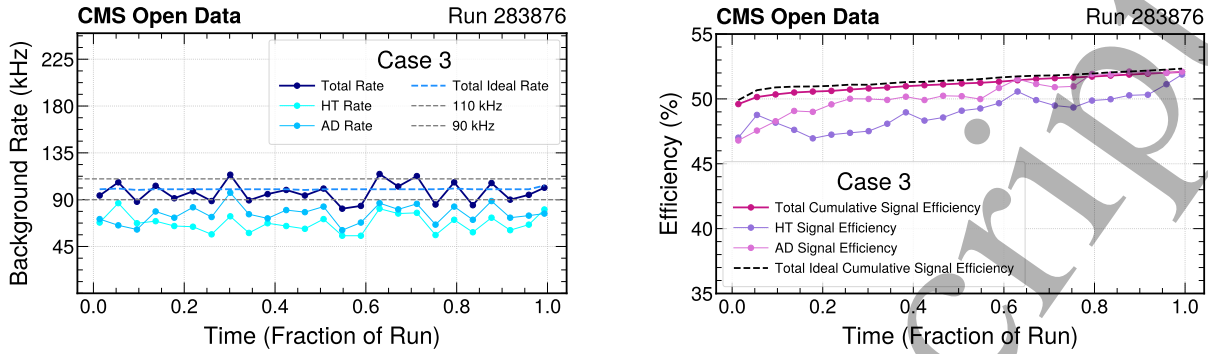 CMS Open Data Run 283876
Background Rate (kHz)
225
180
135
90
45
Case 3
Total Rate
HT Rate
AD Rate
Total Ideal Rate
110 kHz
90 kHz
0.0 0.2 0.4 0.6 0.8 1.0
Time (Fraction of Run)
CMS Open Data Run 283876
Efficiency (%)
55
50
45
40
35
Case 3
Total Cumulative Signal Efficiency
HT Signal Efficiency
AD Signal Efficiency
Total Ideal Cumulative Signal Efficiency
0.0 0.2 0.4 0.6 0.8 1.0
Time (Fraction of Run)